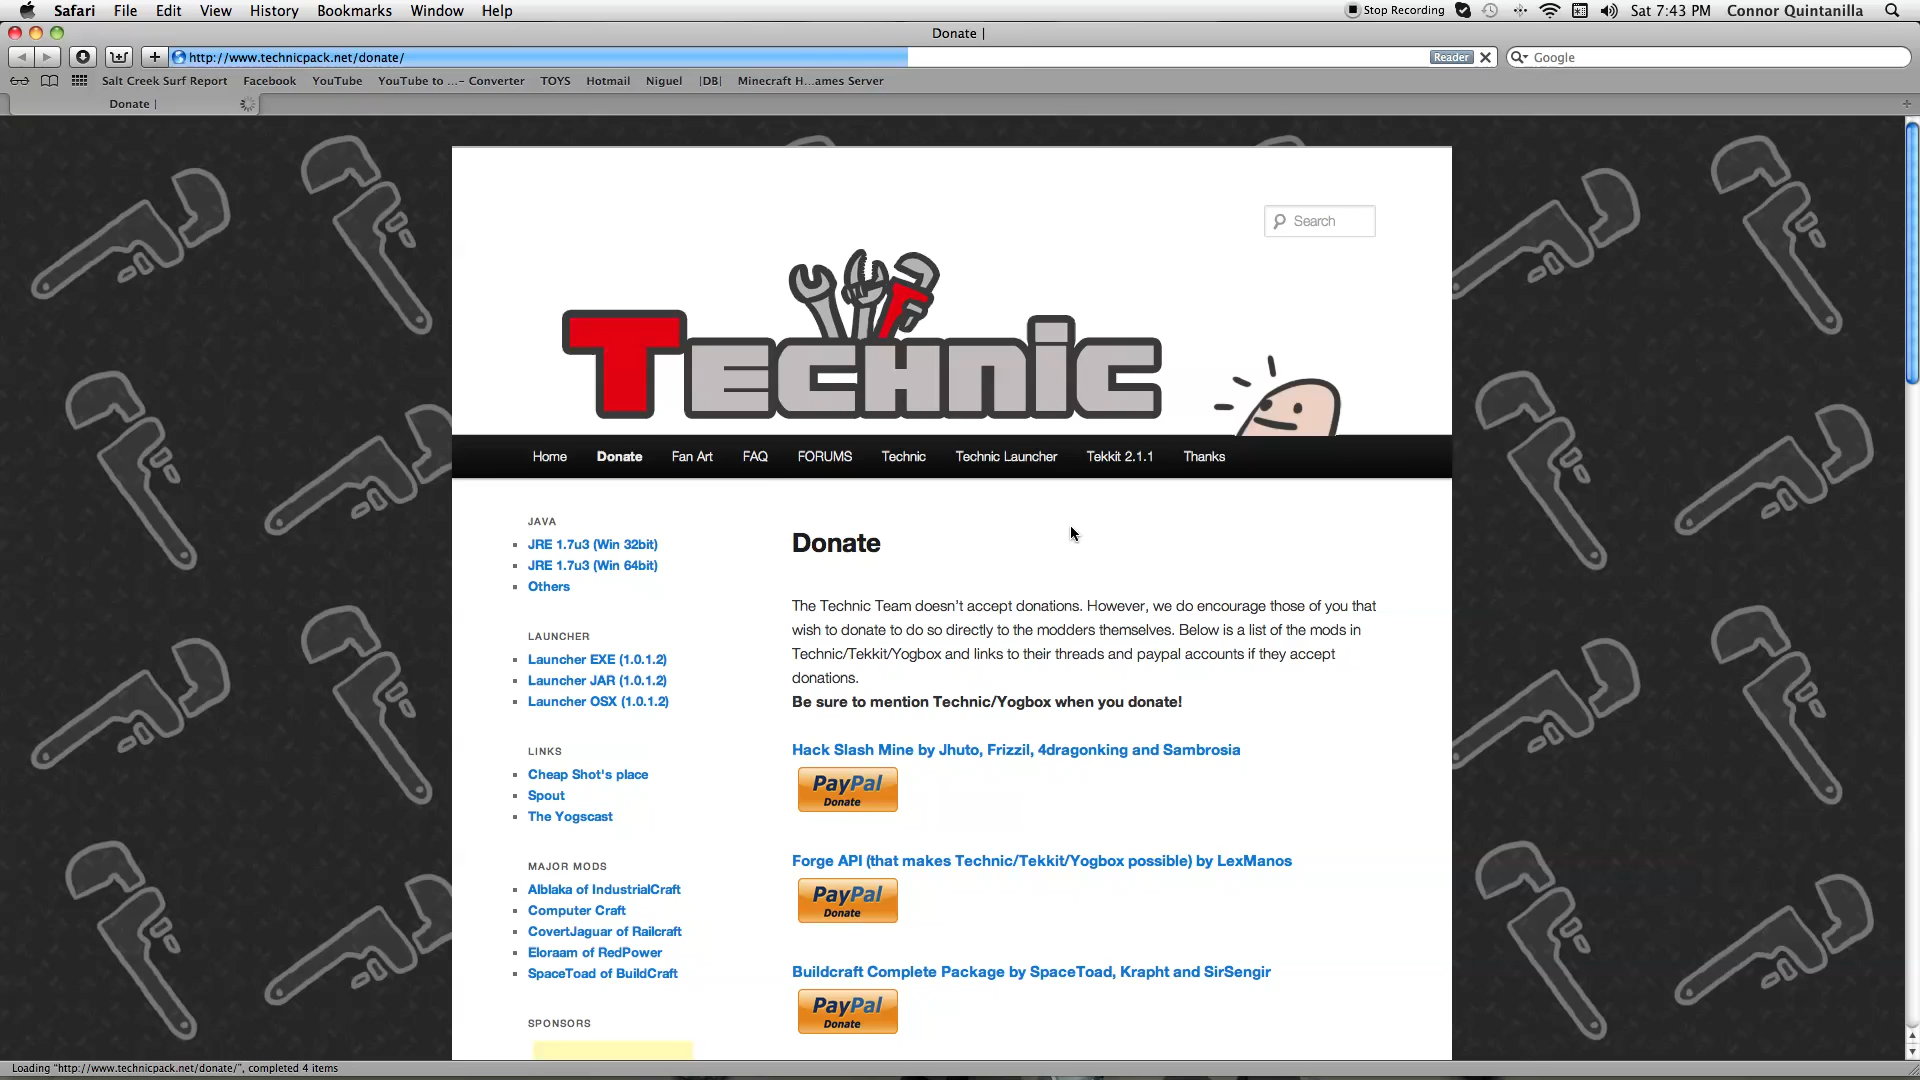 Safari File Edit View History Bookmarks Window Help Stop Recording Sat 7:43 PM Connor Quintanilla
Donate |
http://www.technicpack.net/donate/ Reader Google
Salt Creek Surf Report Facebook YouTube YouTube to ...- Converter TOYS Hotmail Niguel |DB| Minecraft H...ames Server
Donate |
Search
TECHNIC
Home Donate Fan Art FAQ FORUMS Technic Technic Launcher Tekkit 2.1.1 Thanks
JAVA
JRE 1.7u3 (Win 32bit)
JRE 1.7u3 (Win 64bit)
Others
LAUNCHER
Launcher EXE (1.0.1.2)
Launcher JAR (1.0.1.2)
Launcher OSX (1.0.1.2)
LINKS
Cheap Shot's place
Spout
The Yogscast
MAJOR MODS
Alblaka of IndustrialCraft
Computer Craft
CovertJaguar of Railcraft
Eloraam of RedPower
SpaceToad of BuildCraft
SPONSORS
Donate
The Technic Team doesn't accept donations. However, we do encourage those of you that
wish to donate to do so directly to the modders themselves. Below is a list of the mods in
Technic/Tekkit/Yogbox and links to their threads and paypal accounts if they accept
donations.
Be sure to mention Technic/Yogbox when you donate!
Hack Slash Mine by Jhuto, Frizzil, 4dragonking and Sambrosia
PayPal
Donate
Forge API (that makes Technic/Tekkit/Yogbox possible) by LexManos
PayPal
Donate
Buildcraft Complete Package by SpaceToad, Krapht and SirSengir
PayPal
Donate
Loading "http://www.technicpack.net/donate/", completed 4 items